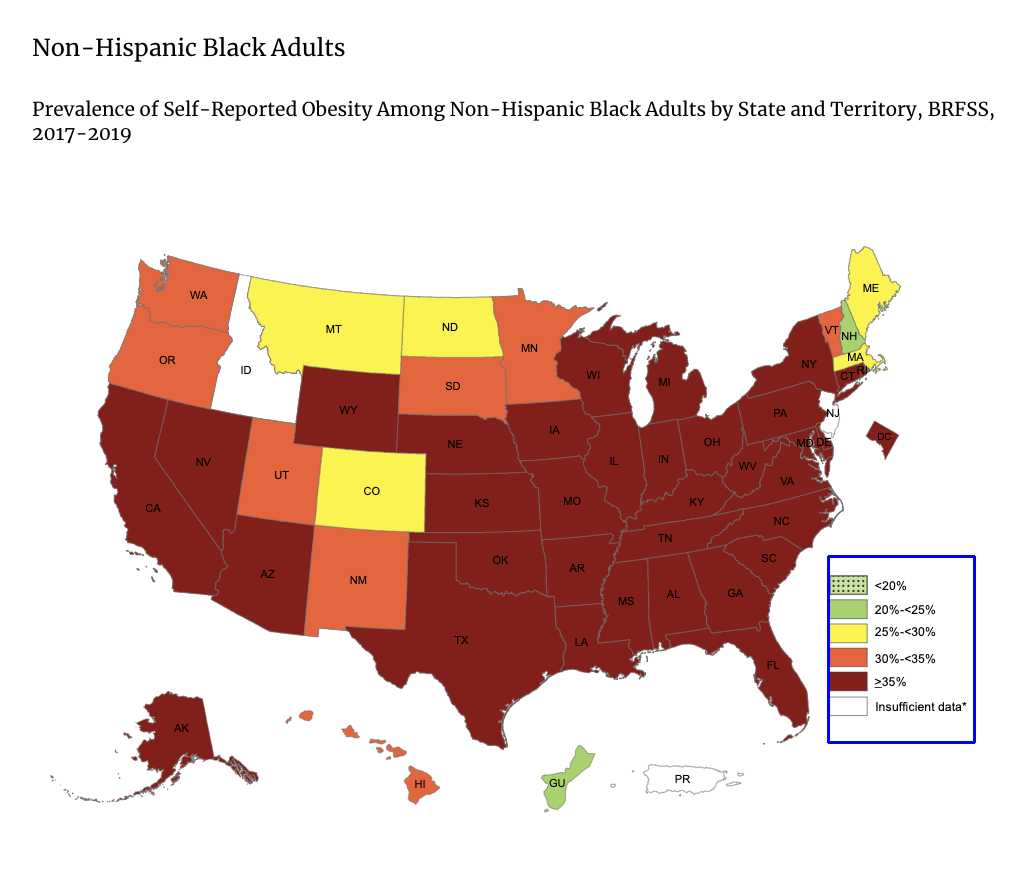 Non-Hispanic Black Adults
Prevalence of Self-Reported Obesity Among Non-Hispanic Black Adults by State and Territory, BRFSS,
2017-2019
WA
MT
ND
MN
ME
VT
NH
OR
ID
SD
WI
MI
NY
MA
CT
RI
WY
NE
IA
PA
NJ
NV
UT
CO
KS
IL
IN
OH
WV
MD
DE
DC
VA
CA
MO
KY
AZ
NM
OK
AR
TN
NC
SC
TX
LA
MS
AL
GA
FL
<20%
20%-<25%
25%-<30%
30%-<35%
≥35%
Insufficient data*
AK
HI
GU
PR